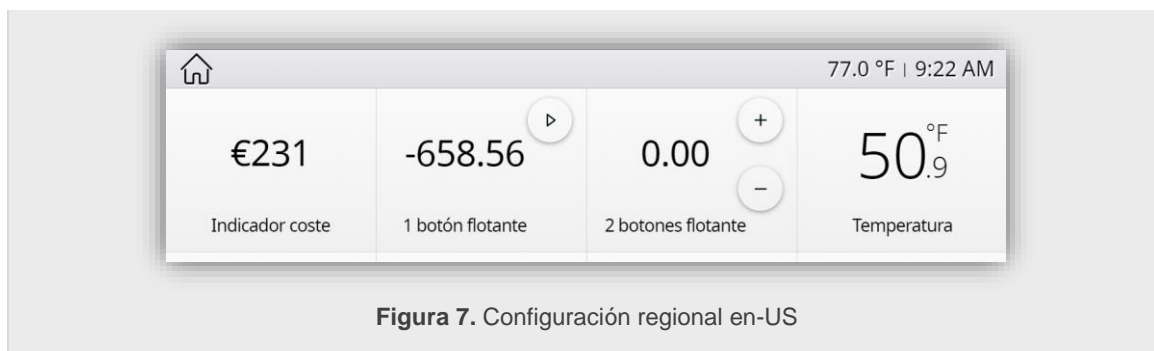 77.0 °F | 9:22 AM
€231 -658.56 0.00 50.9 °F
Indicador coste 1 botón flotante 2 botones flotante Temperatura
Figura 7. Configuración regional en-US